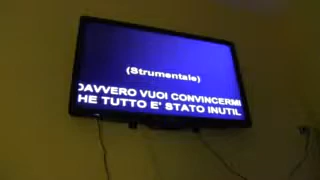 (Strumentale)
DAVVERO VUOI CONVINCERMI
HE TUTTO E' STATO INUTIL